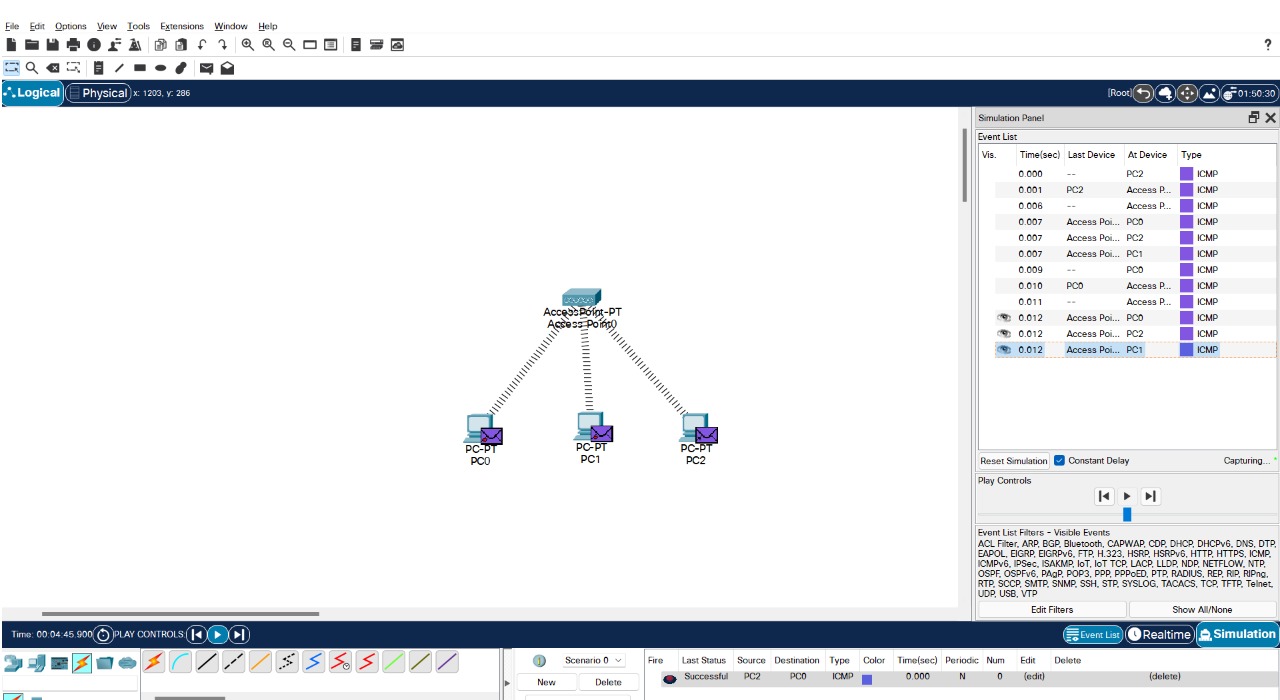 File Edit Options View Tools Extensions Window Help
?
Logical Physical x: 1203, y: 286 [Root] 01:50:30
Simulation Panel
Event List
Vis. Time(sec) Last Device At Device Type
0.000 -- PC2 ICMP
0.001 PC2 Access P... ICMP
0.006 -- Access P... ICMP
0.007 Access Poi... PC0 ICMP
0.007 Access Poi... PC2 ICMP
0.007 Access Poi... PC1 ICMP
0.009 -- PC0 ICMP
0.010 PC0 Access P... ICMP
0.011 -- Access P... ICMP
0.012 Access Poi... PC0 ICMP
0.012 Access Poi... PC2 ICMP
0.012 Access Poi... PC1 ICMP
AccessPoint-PT
Access Point0
PC-PT
PC0
PC-PT
PC1
PC-PT
PC2
Reset Simulation Constant Delay Capturing...
Play Controls
Event List Filters - Visible Events
ACL Filter, ARP, BGP, Bluetooth, CAPWAP, CDP, DHCP, DHCPv6, DNS, DTP,
EAPOL, EIGRP, EIGRPv6, FTP, H.323, HSRP, HSRPv6, HTTP, HTTPS, ICMP,
ICMPv6, IPSec, ISAKMP, IoT, IoT TCP, LACP, LLDP, NDP, NETFLOW, NTP,
OSPF, OSPFv6, PAgP, POP3, PPP, PPPoED, PTP, RADIUS, REP, RIP, RIPng,
RTP, SCCP, SMTP, SNMP, SSH, STP, SYSLOG, TACACS, TCP, TFTP, Telnet,
UDP, USB, VTP
Edit Filters Show All/None
Time: 00:04:45.900 PLAY CONTROLS: Event List Realtime Simulation
Scenario 0
New Delete
Fire Last Status Source Destination Type Color Time(sec) Periodic Num Edit Delete
Successful PC2 PC0 ICMP 0.000 N 0 (edit) (delete)